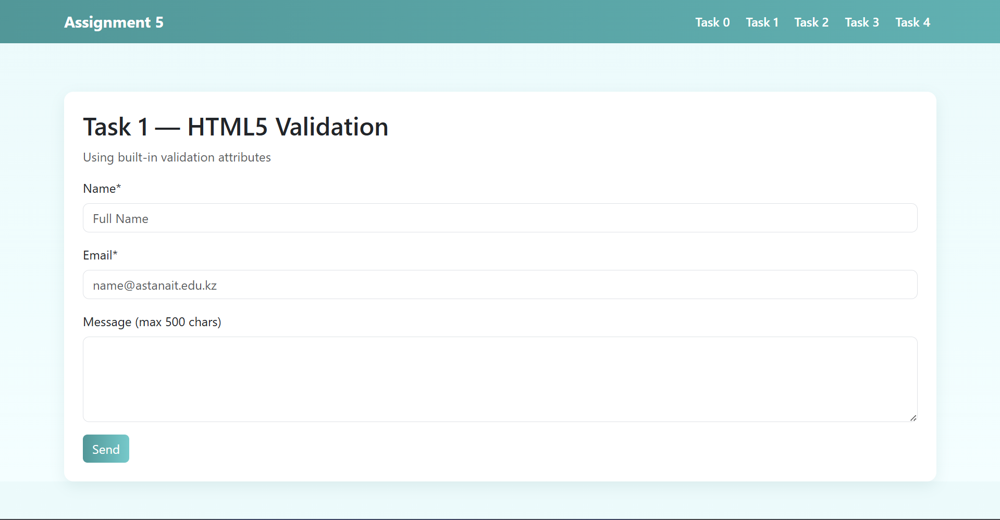 Assignment 5 Task 0 Task 1 Task 2 Task 3 Task 4
Task 1 — HTML5 Validation
Using built-in validation attributes
Name*
Full Name
Email*
name@astanait.edu.kz
Message (max 500 chars)
Send